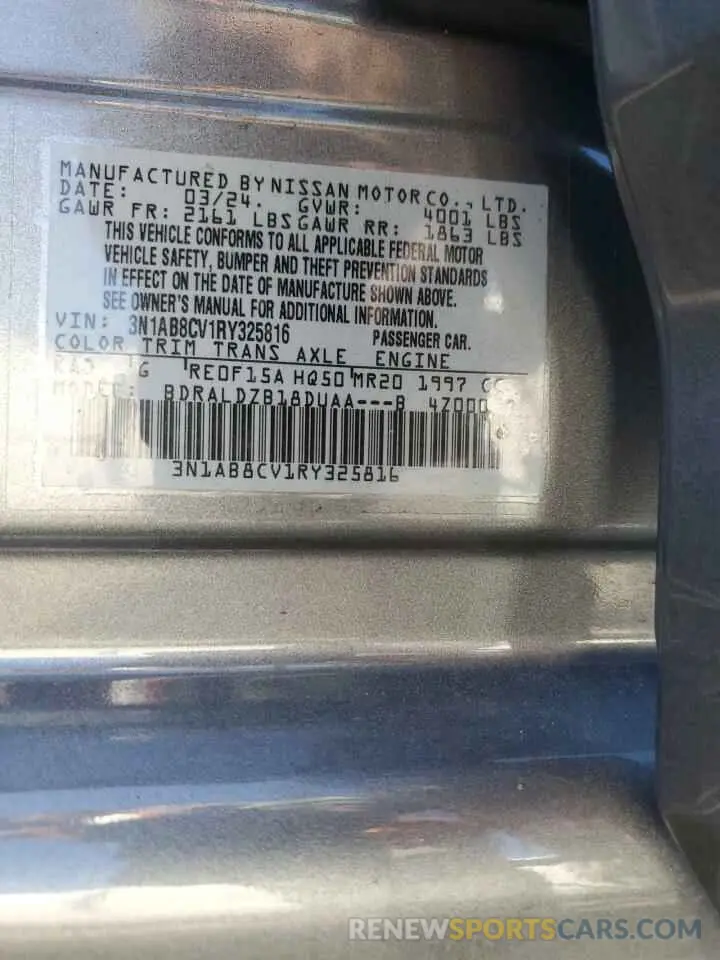 MANUFACTURED BY NISSAN MOTOR CO., LTD.
DATE: 03/24. GVWR: 4001 LBS
GAWR FR: 2161 LBS GAWR RR: 1863 LBS
THIS VEHICLE CONFORMS TO ALL APPLICABLE FEDERAL MOTOR
VEHICLE SAFETY, BUMPER AND THEFT PREVENTION STANDARDS
IN EFFECT ON THE DATE OF MANUFACTURE SHOWN ABOVE.
SEE OWNER'S MANUAL FOR ADDITIONAL INFORMATION.
VIN: 3N1AB8CV1RY325816 PASSENGER CAR.
COLOR TRIM TRANS AXLE ENGINE
KAD G RE0F15A HQ50 MR20 1997
MODEL: BDRALDZB18DUAA---B
3N1AB8CV1RY325816
RENEWSPORTSCARS.COM